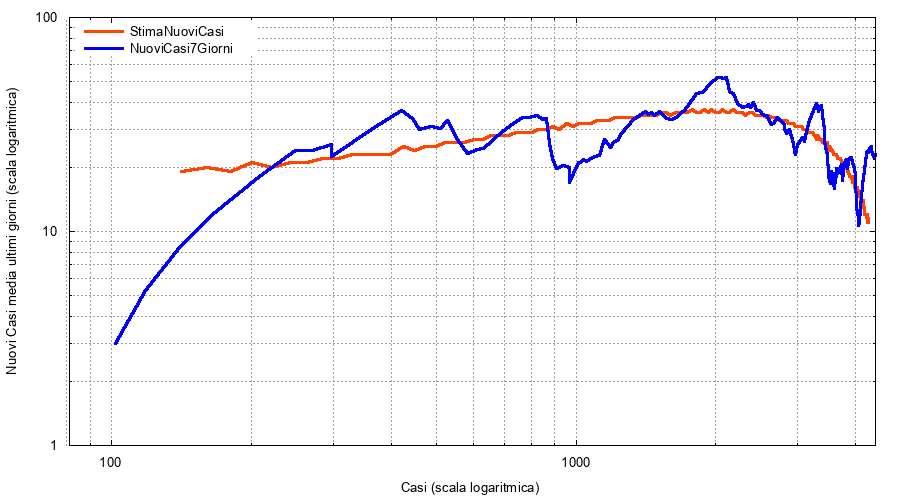 100
StimaNuoviCasi
NuoviCasi7Giorni
Nuovi Casi media ultimi giorni (scala logaritmica)
10
1
100
1000
Casi (scala logaritmica)